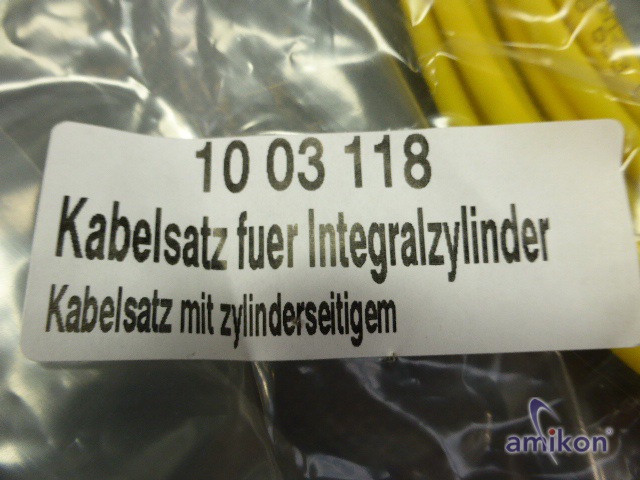 10 03 118
Kabelsatz fuer Integralzylinder
Kabelsatz mit zylinderseitigem
amikon